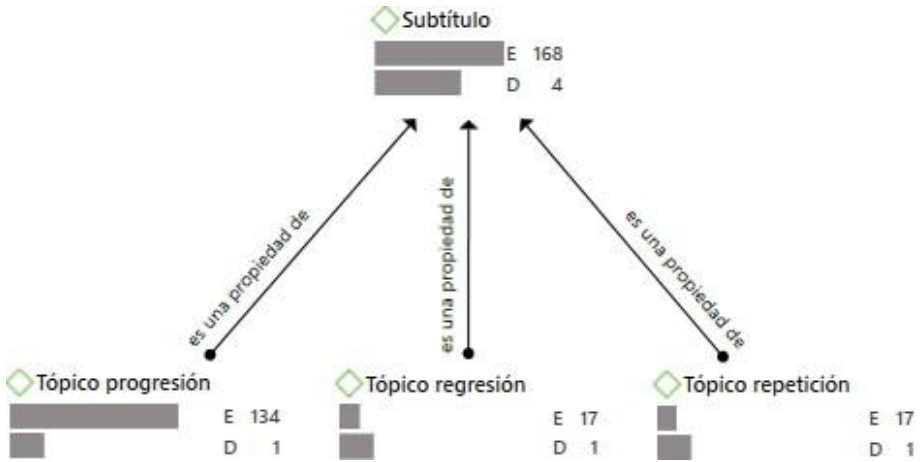 Subtítulo
E 168
D 4
es una propiedad de
es una propiedad de
es una propiedad de
Tópico progresión
E 134
D 1
Tópico regresión
E 17
D 1
Tópico repetición
E 17
D 1